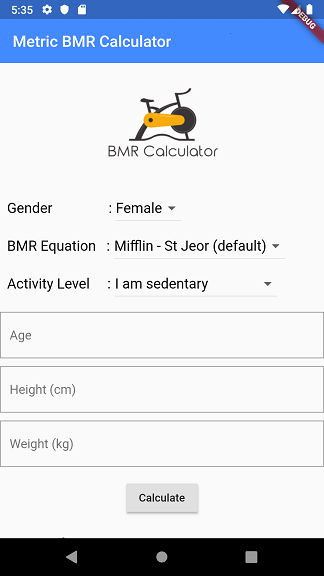 5:35
DEBUG
Metric BMR Calculator
BMR Calculator
Gender : Female
BMR Equation : Mifflin - St Jeor (default)
Activity Level : I am sedentary
Age
Height (cm)
Weight (kg)
Calculate